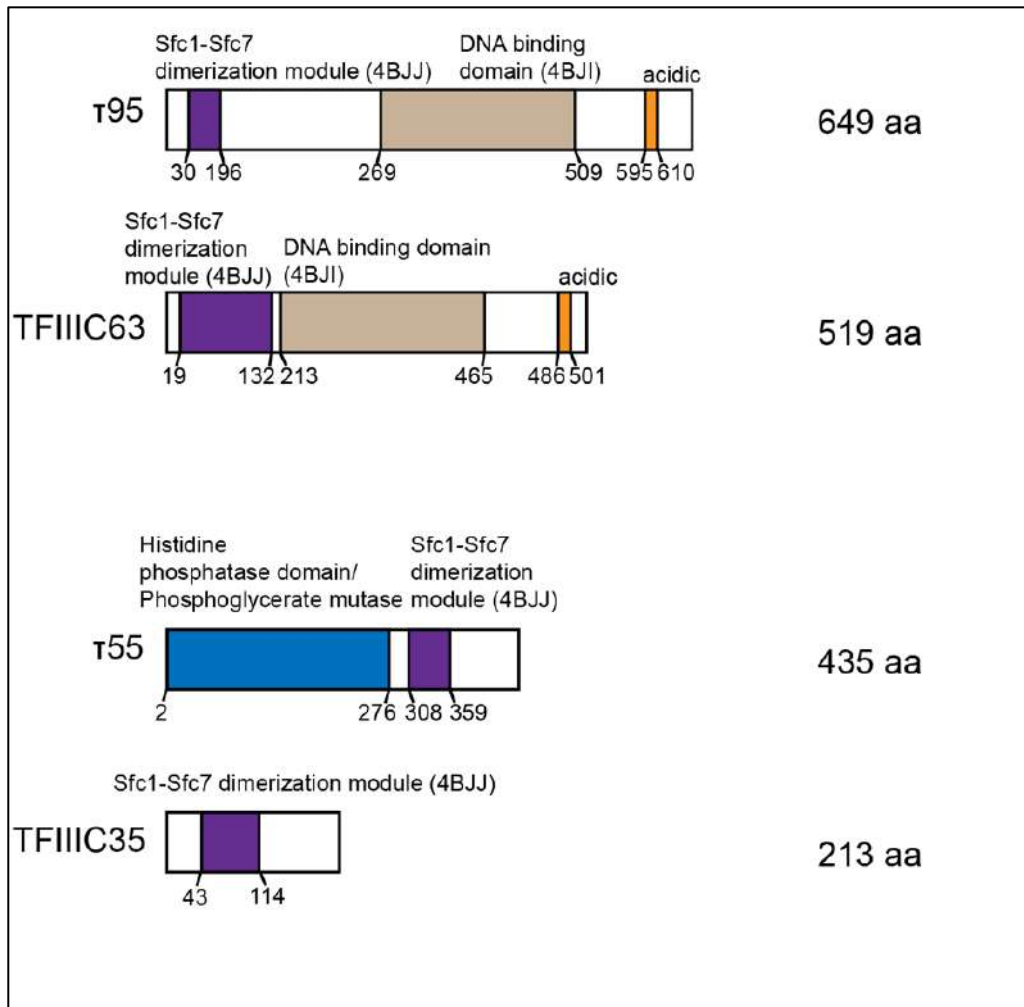 Sfc1-Sfc7 dimerization module (4BJJ)
DNA binding domain (4BJI)
acidic
τ95
649 aa
30 196 269 509 595 610
Sfc1-Sfc7
dimerization
module (4BJJ)
DNA binding domain
(4BJI)
acidic
TFIIIC63
519 aa
19 132 213 465 486 501
Histidine
phosphatase domain/
Phosphoglycerate mutase
Sfc1-Sfc7
dimerization
module (4BJJ)
τ55
435 aa
2 276 308 359
Sfc1-Sfc7 dimerization module (4BJJ)
TFIIIC35
213 aa
43 114